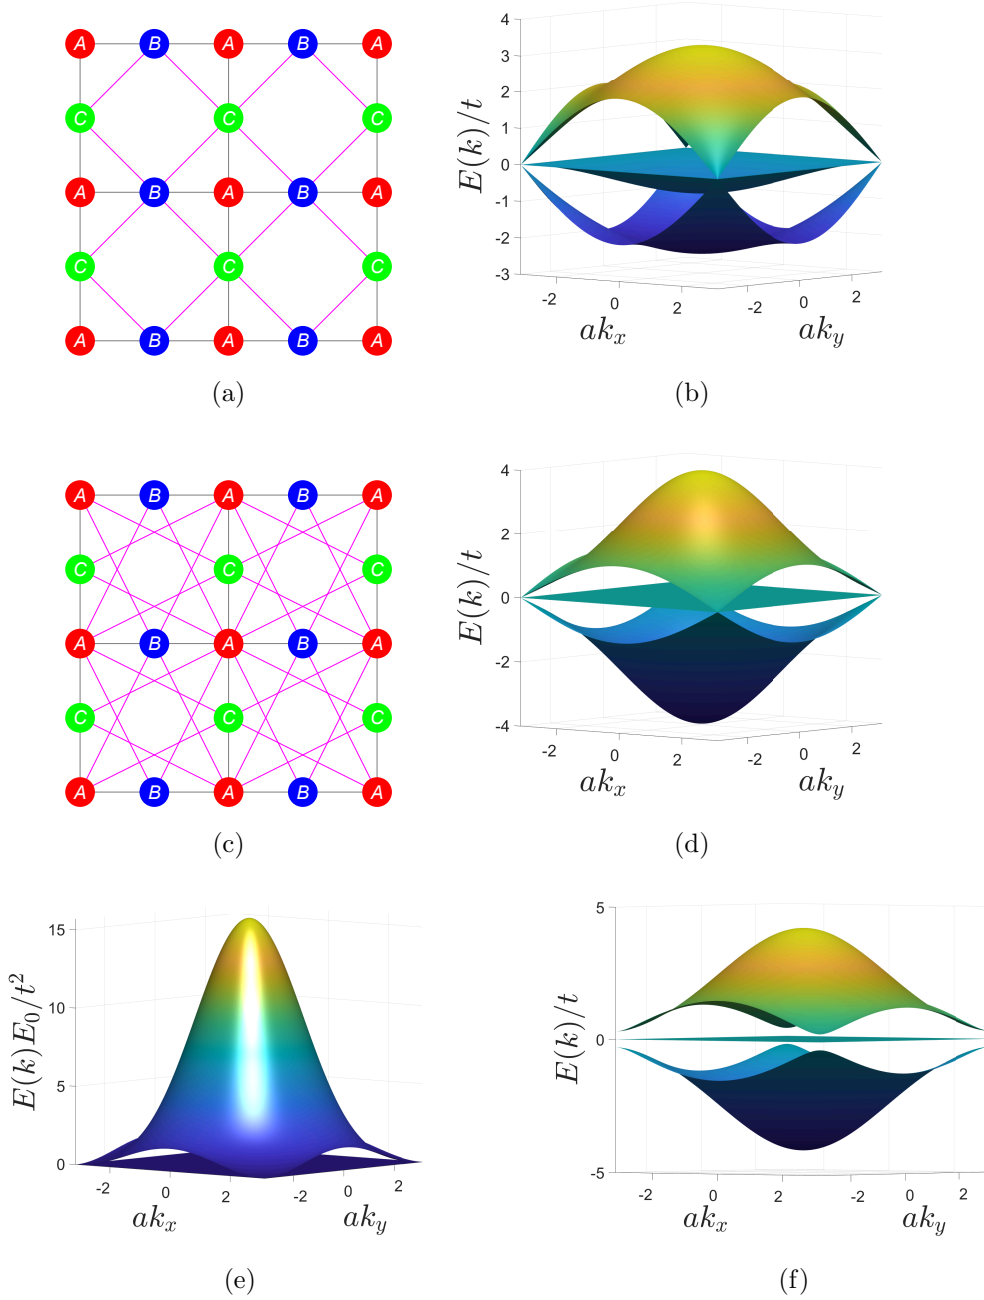 A B A B A
C C C
A B A B A
C C C
A B A B A
(a)
4
3
2
1
0
-1
-2
-3
E(k)/t
-2 0 2
-2 0 2
ak_x
ak_y
(b)
A B A B A
C C C
A B A B A
C C C
A B A B A
(c)
4
2
0
-2
-4
E(k)/t
-2 0 2
-2 0 2
ak_x
ak_y
(d)
15
10
5
0
E(k)E_0/t^2
-2 0 2
-2 0 2
ak_x
ak_y
(e)
5
0
-5
E(k)/t
-2 0 2
-2 0 2
ak_x
ak_y
(f)